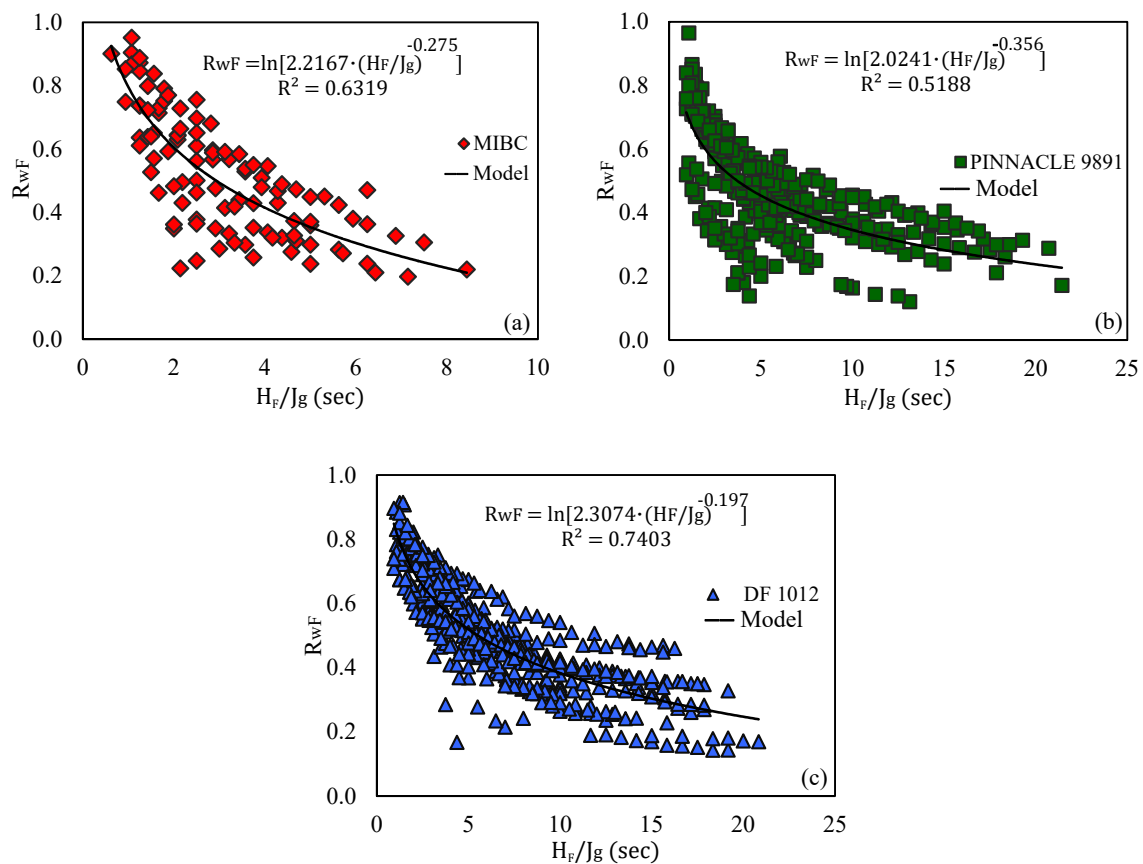 1.0
0.8
0.6
0.4
0.2
0.0
RwF
RwF =ln[2.2167·(HF/Jg)-0.275]
R² = 0.6319
MIBC
Model
(a)
0 2 4 6 8 10
HF/Jg (sec)
1.0
0.8
0.6
0.4
0.2
0.0
RwF
RwF = ln[2.0241·(HF/Jg)-0.356]
R² = 0.5188
PINNACLE 9891
Model
(b)
0 5 10 15 20 25
HF/Jg (sec)
1.0
0.8
0.6
0.4
0.2
0.0
RwF
RwF = ln[2.3074·(HF/Jg)-0.197]
R² = 0.7403
DF 1012
Model
(c)
0 5 10 15 20 25
HF/Jg (sec)